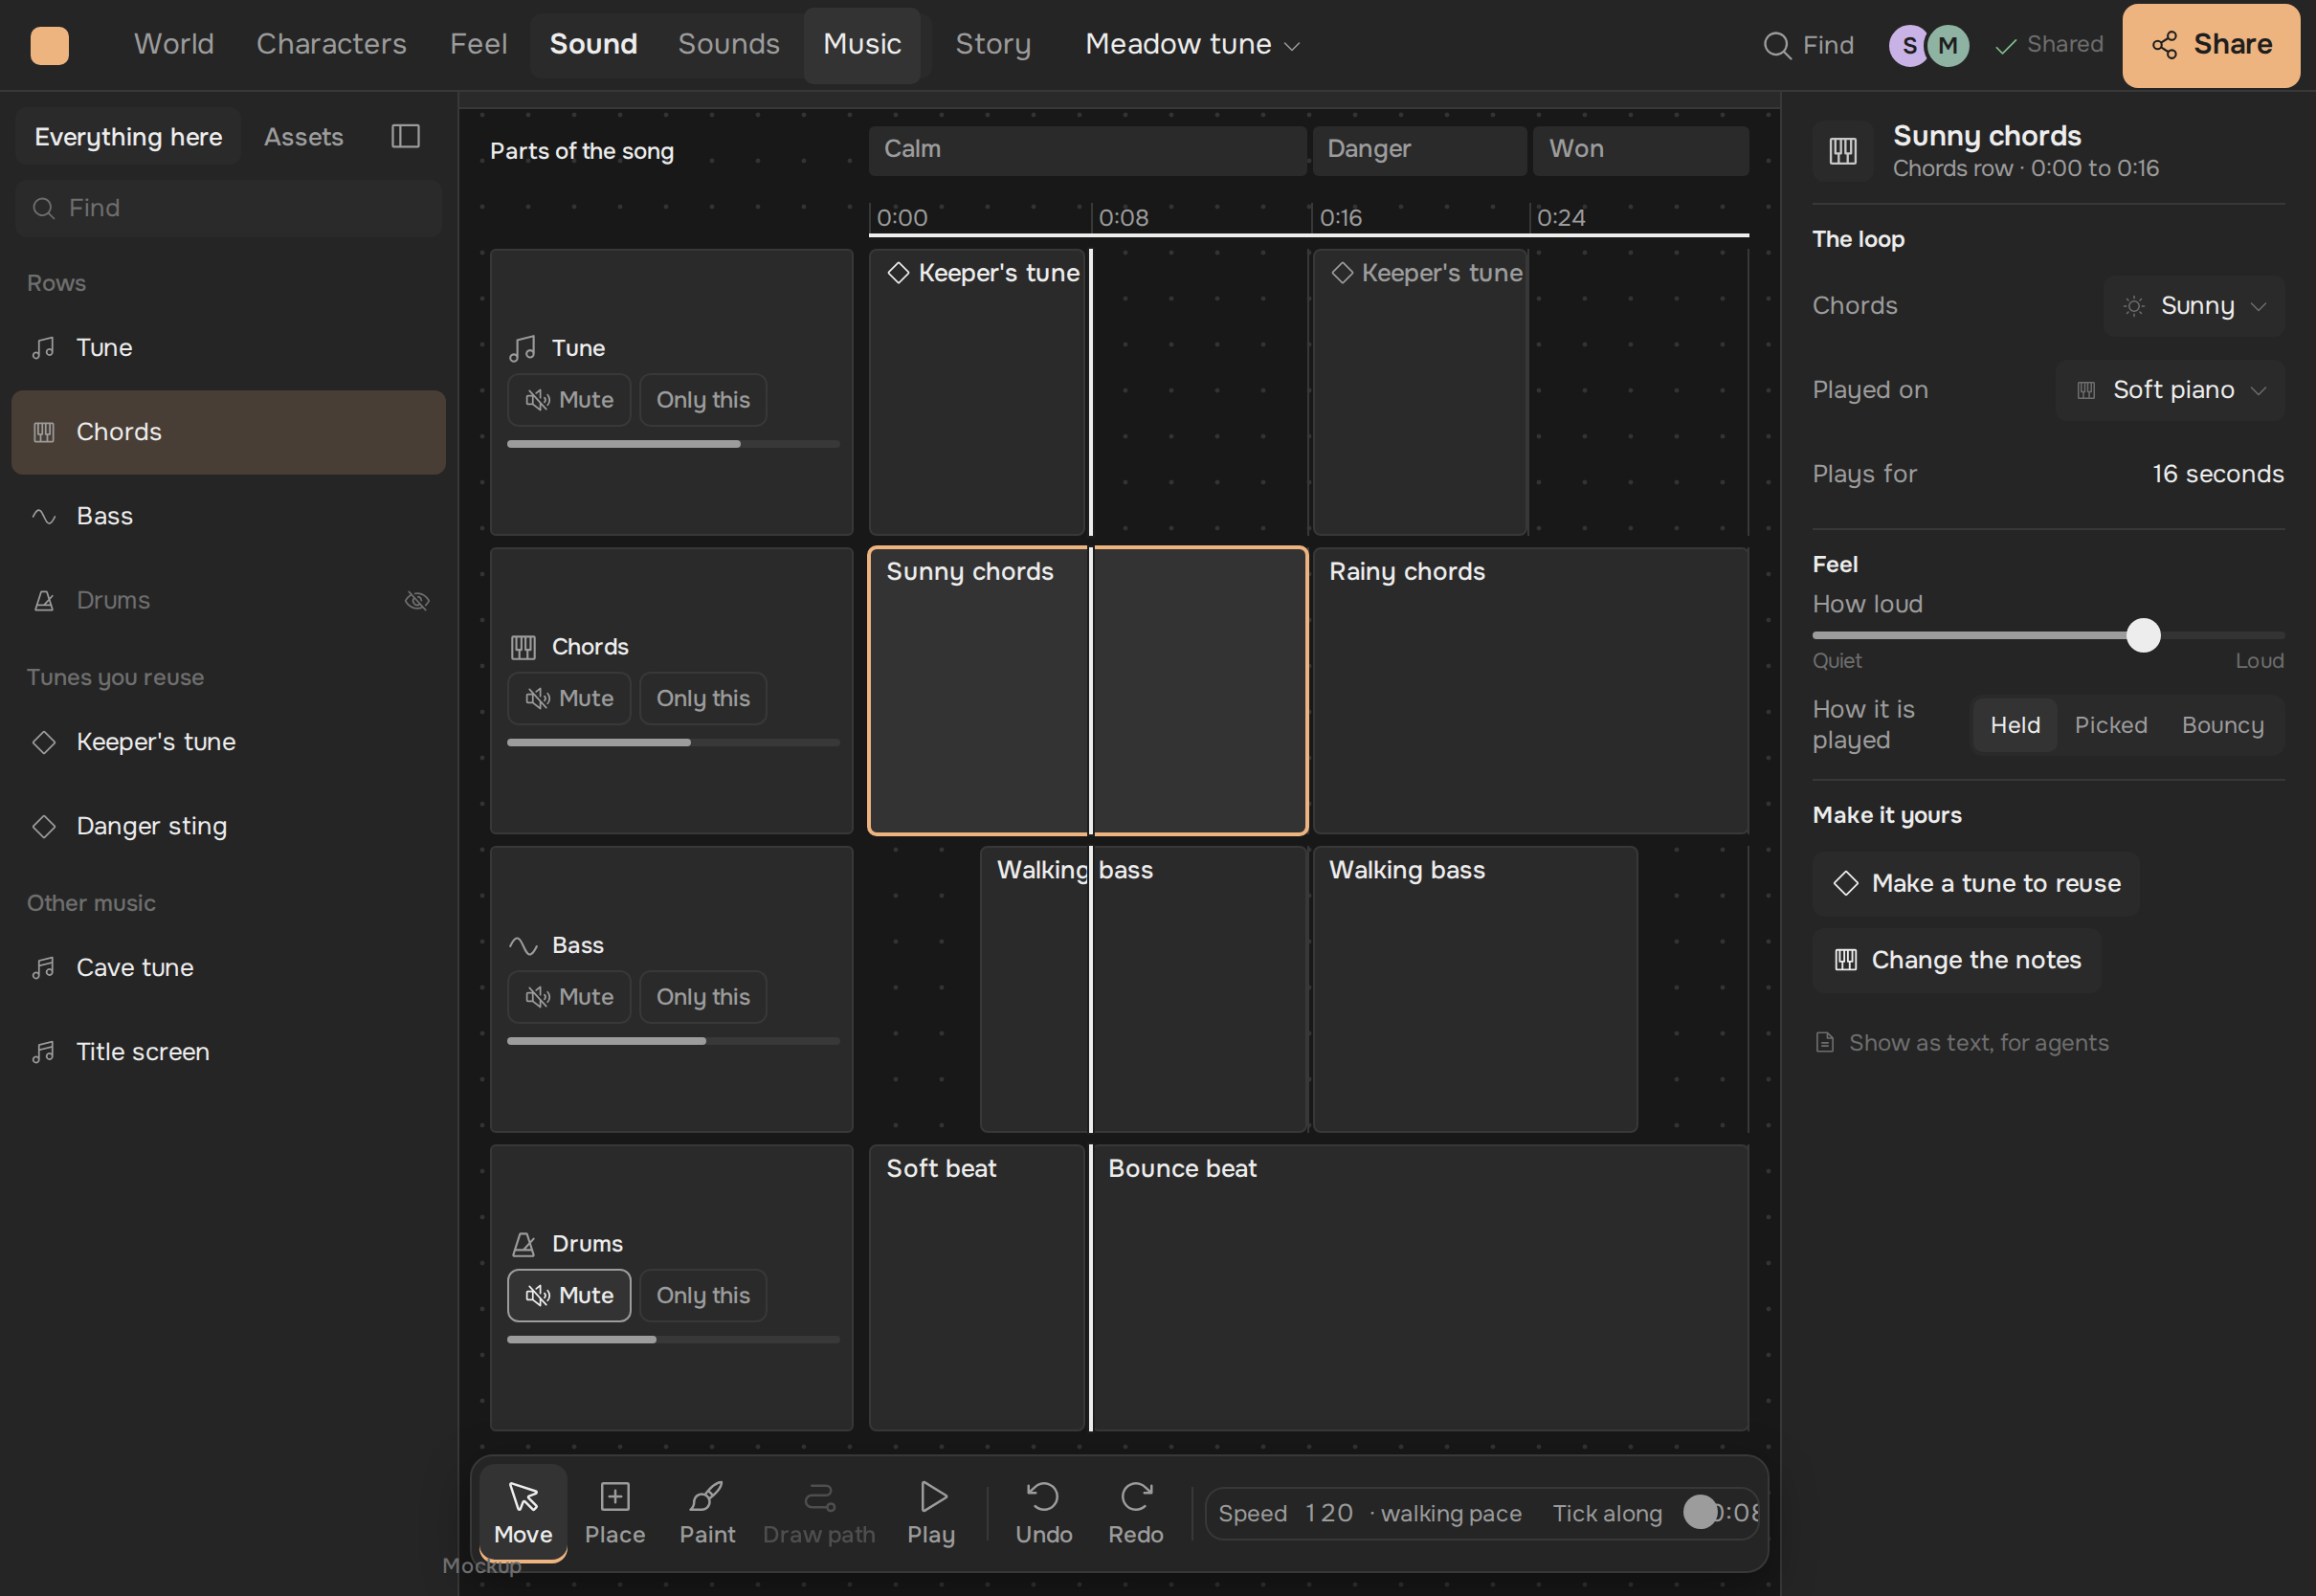 World Characters Feel Sound Sounds Music Story Meadow tune Find S M Shared Share
Everything here Assets
Find
Rows
Tune
Chords
Bass
Drums
Tunes you reuse
Keeper's tune
Danger sting
Other music
Cave tune
Title screen
Parts of the song Calm Danger Won
0:00 0:08 0:16 0:24
Keeper's tune Keeper's tune
Tune
Mute Only this
Sunny chords Rainy chords
Chords
Mute Only this
Walking bass Walking bass
Bass
Mute Only this
Soft beat Bounce beat
Drums
Mute Only this
Move Place Paint Draw path Play Undo Redo Speed 120 · walking pace Tick along 0:08
Mockup
Sunny chords
Chords row · 0:00 to 0:16
The loop
Chords Sunny
Played on Soft piano
Plays for 16 seconds
Feel
How loud
Quiet Loud
How it is
played Held Picked Bouncy
Make it yours
Make a tune to reuse
Change the notes
Show as text, for agents